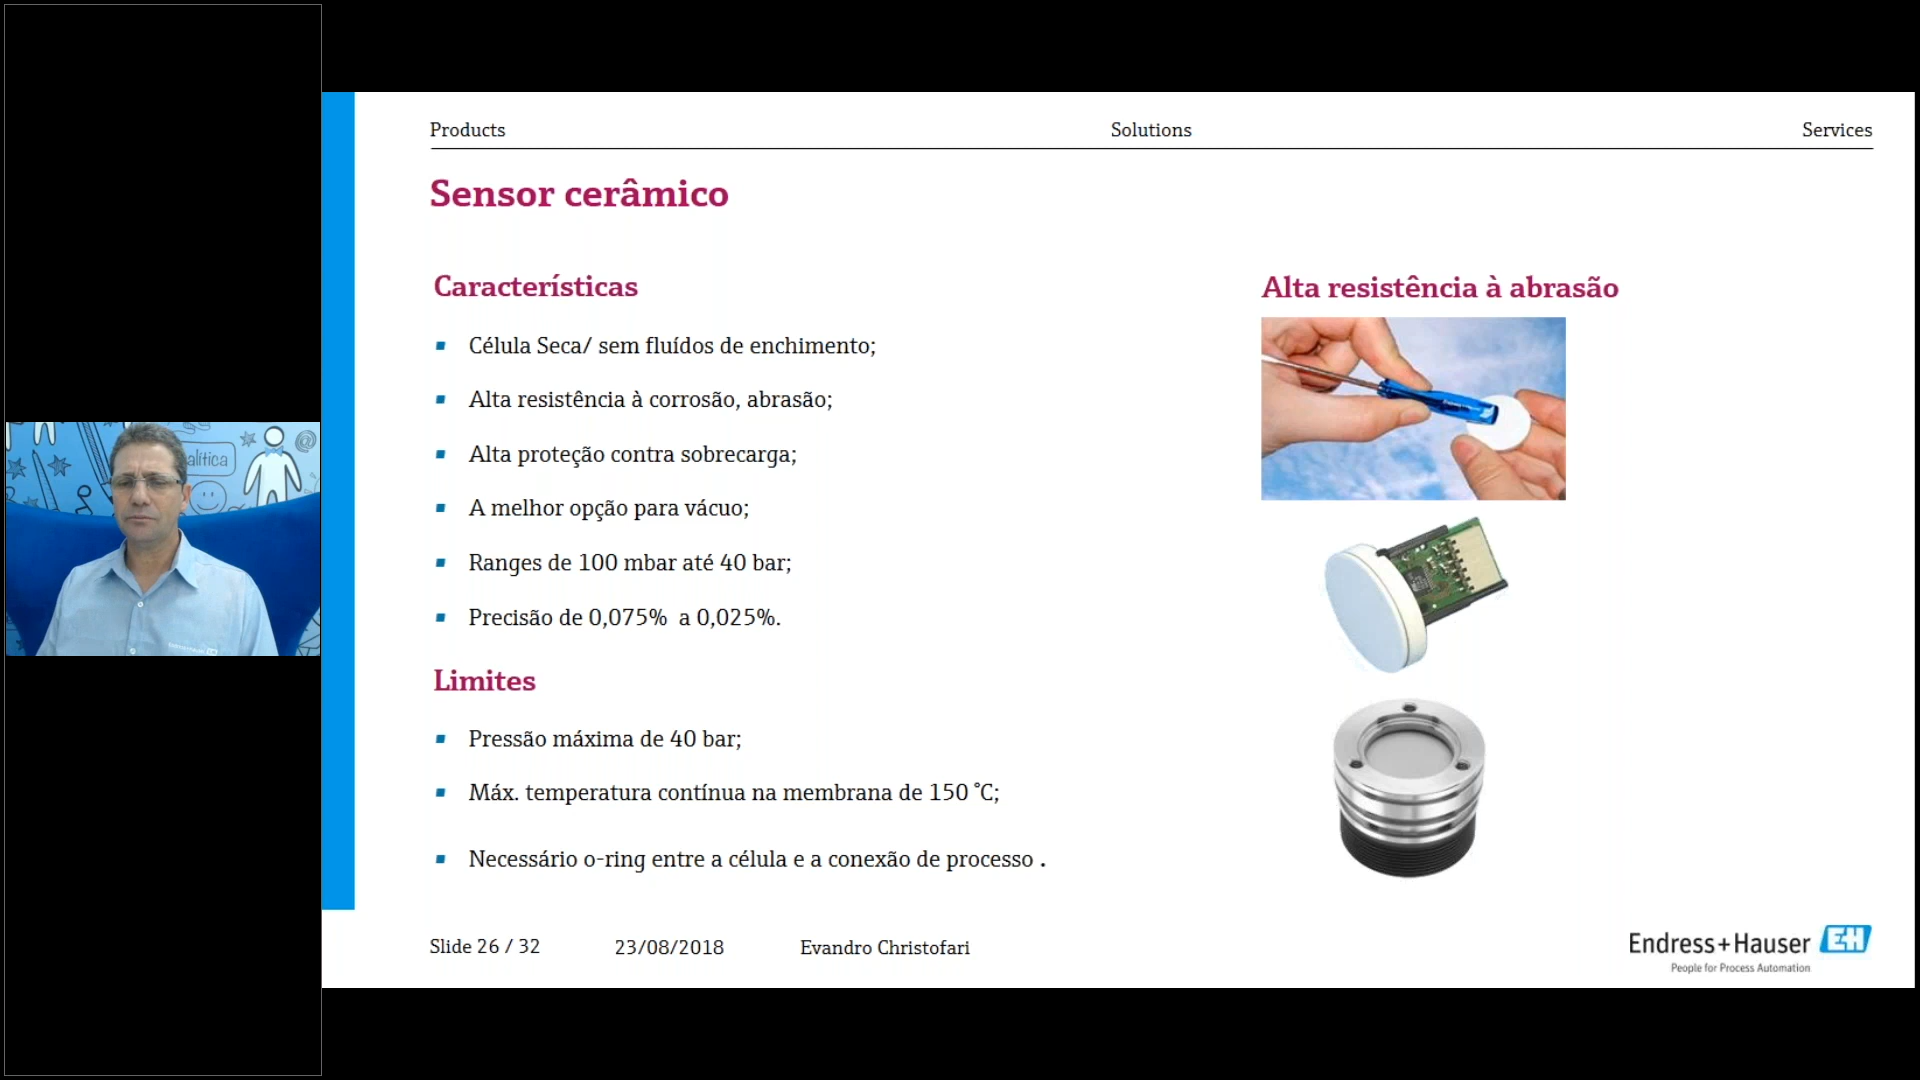 Products Solutions Services
Sensor cerâmico
Características
Célula Seca/ sem fluídos de enchimento;
Alta resistência à corrosão, abrasão;
Alta proteção contra sobrecarga;
A melhor opção para vácuo;
Ranges de 100 mbar até 40 bar;
Precisão de 0,075% a 0,025%.
Limites
Pressão máxima de 40 bar;
Máx. temperatura contínua na membrana de 150 °C;
Necessário o-ring entre a célula e a conexão de processo .
Alta resistência à abrasão
alítica
@
Slide 26 / 32 23/08/2018 Evandro Christofari
Endress+Hauser EH
People for Process Automation